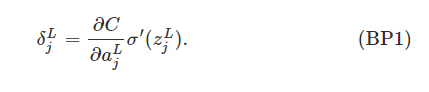 δ_j^L = ∂C/∂a_j^L σ′(z_j^L). (BP1)